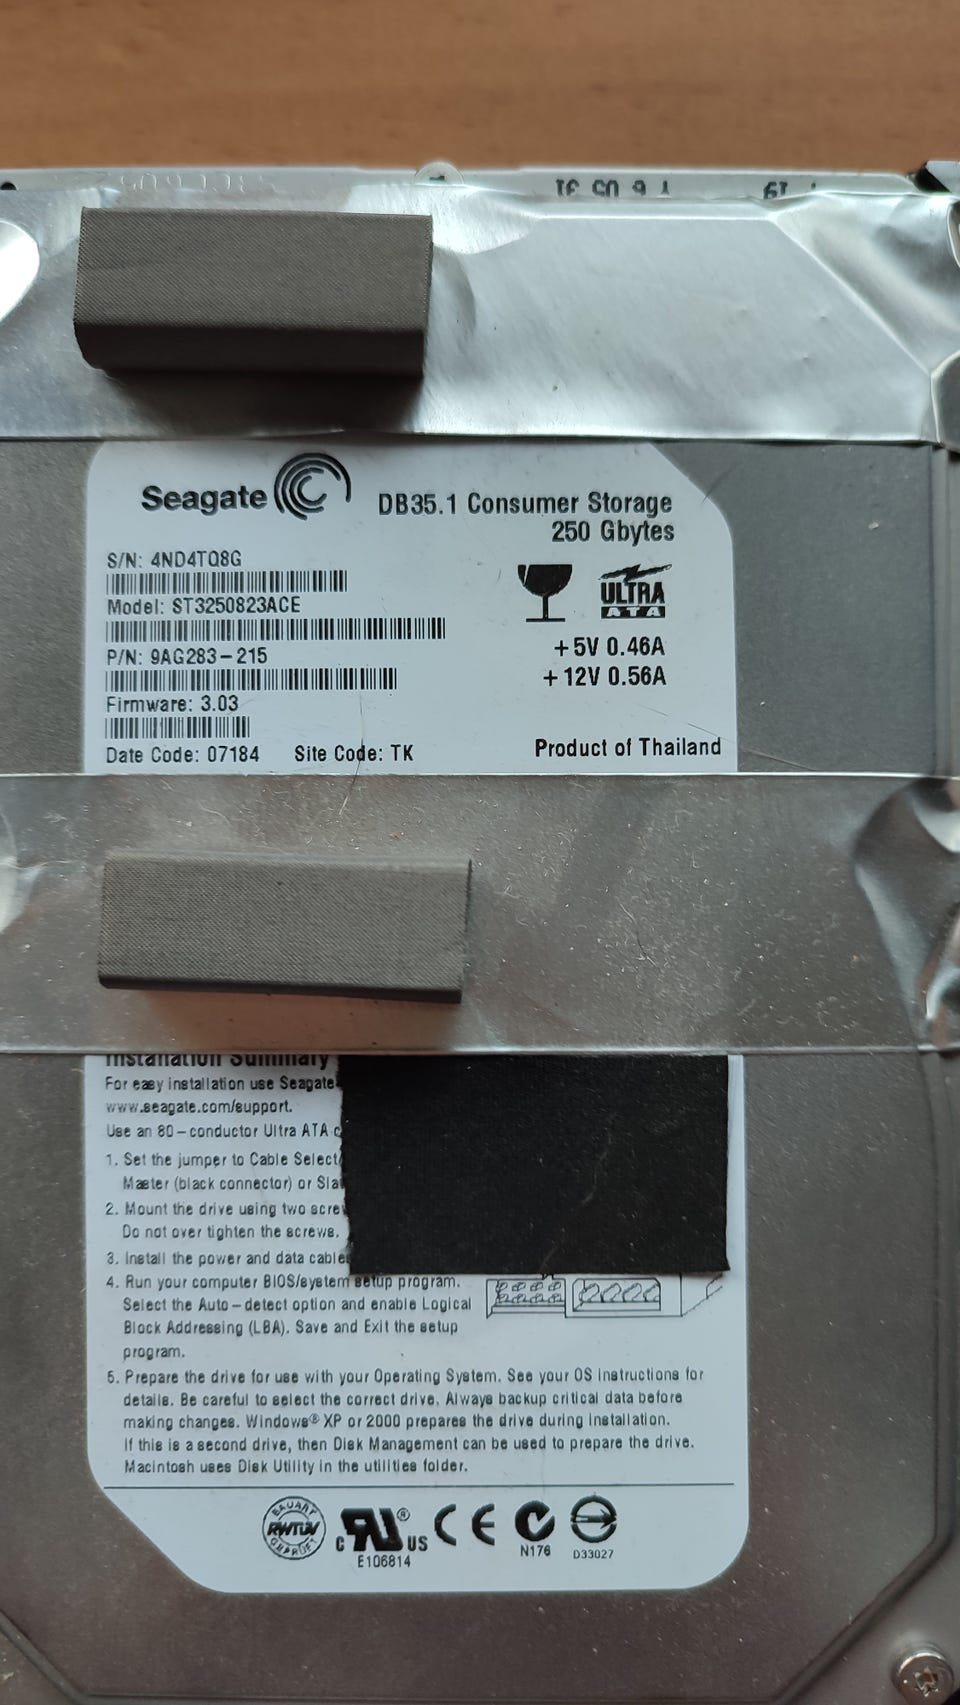 Seagate
DB35.1 Consumer Storage
250 Gbytes
S/N: 4ND4TQ8G
Model: ST3250823ACE
P/N: 9AG283-215
Firmware: 3.03
Date Code: 07184 Site Code: TK
ULTRA
ATA
+5V 0.46A
+12V 0.56A
Product of Thailand
Installation Summary
For easy installation use Seagate
www.seagate.com/support.
Use an 80-conductor Ultra ATA
1. Set the jumper to Cable Select
Master (black connector) or
2. Mount the drive using two
Do not over tighten the screws.
3. Install the power and data
4. Run your computer BIOS/system setup program.
Select the Auto-detect option and enable Logical
Block Addressing (LBA). Save and Exit the setup
program.
5. Prepare the drive for use with your Operating System. See your OS instructions for
details. Be careful to select the correct drive. Always backup critical data before
making changes. Windows® XP or 2000 prepares the drive during installation.
If this is a second drive, then Disk Management can be used to prepare the drive.
Macintosh uses Disk Utility in the utilities folder.
BAUART
RWTÜV
GEPRÜFT
C RU ® US
E106814
CE
N176
D33027